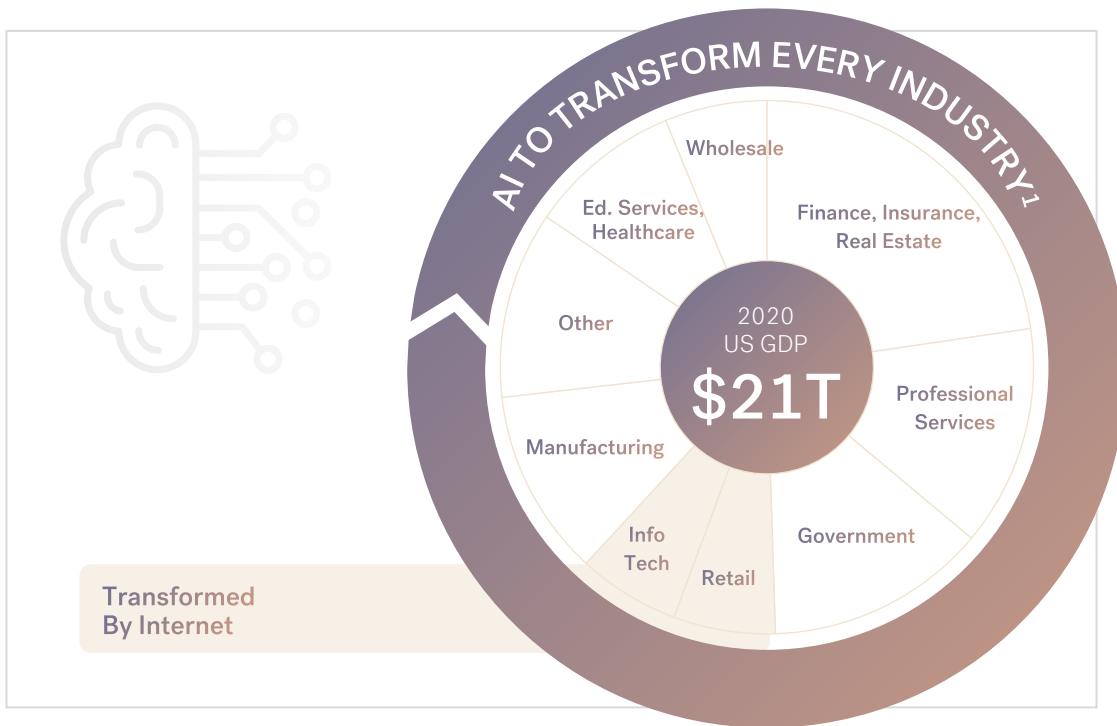 AI TO TRANSFORM EVERY INDUSTRY1
Wholesale
Finance, Insurance,
Real Estate
Ed. Services,
Healthcare
Other
2020
US GDP
$21T
Professional
Services
Manufacturing
Info
Tech
Retail
Government
Transformed
By Internet